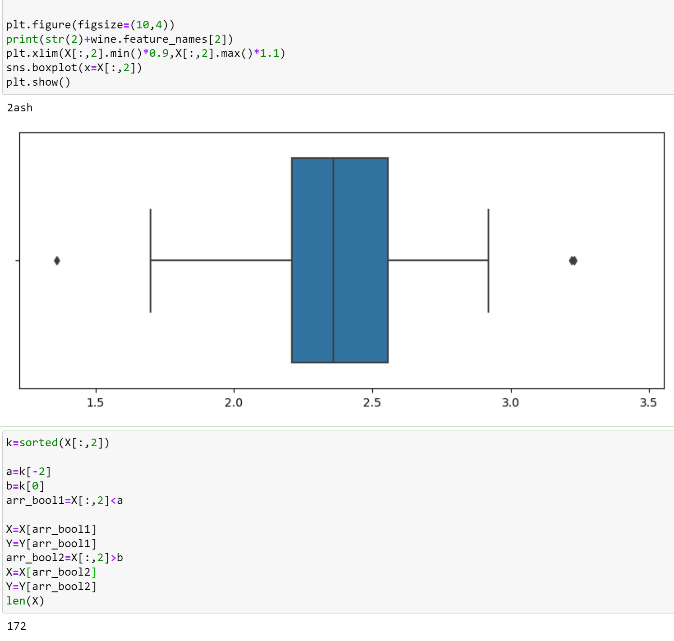 plt.figure(figsize=(10,4))
print(str(2)+wine.feature_names[2])
plt.xlim(X[:,2].min()*0.9,X[:,2].max()*1.1)
sns.boxplot(x=X[:,2])
plt.show()
2ash
1.5 2.0 2.5 3.0 3.5
k=sorted(X[:,2])
a=k[-2]
b=k[0]
arr_bool1=X[:,2]<a
X=X[arr_bool1]
Y=Y[arr_bool1]
arr_bool2=X[:,2]>b
X=X[arr_bool2]
Y=Y[arr_bool2]
len(X)
172